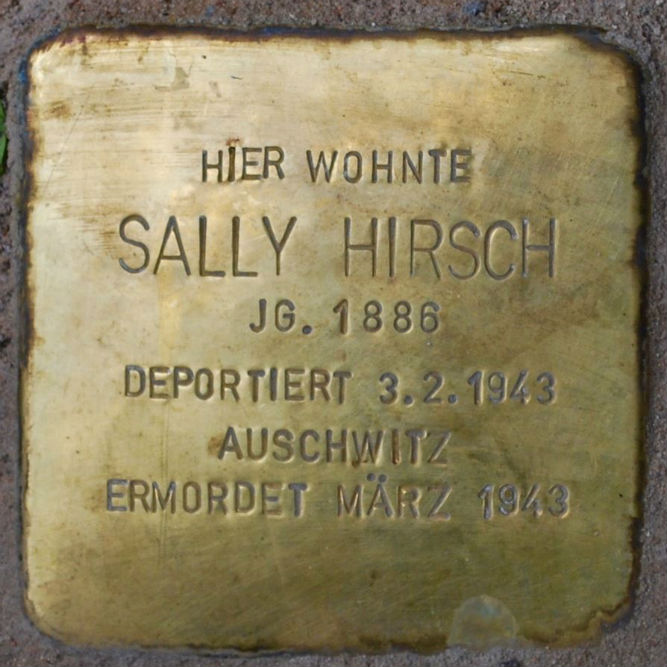 HIER WOHNTE
SALLY HIRSCH
JG. 1886
DEPORTIERT 3.2.1943
AUSCHWITZ
ERMORDET MÄRZ 1943